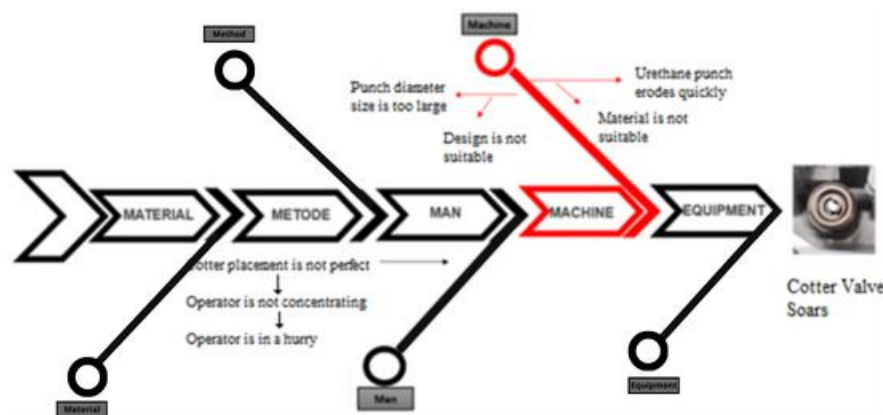 Method
Machine
Punch diameter
size is too large
Design is not
suitable
Urethane punch
erodes quickly
Material is not
suitable
MATERIAL
METODE
MAN
MACHINE
EQUIPMENT
Cotter placement is not perfect
Operator is not concentrating
Operator is in a hurry
Cotter Valve
Soars
Material
Man
Equipment